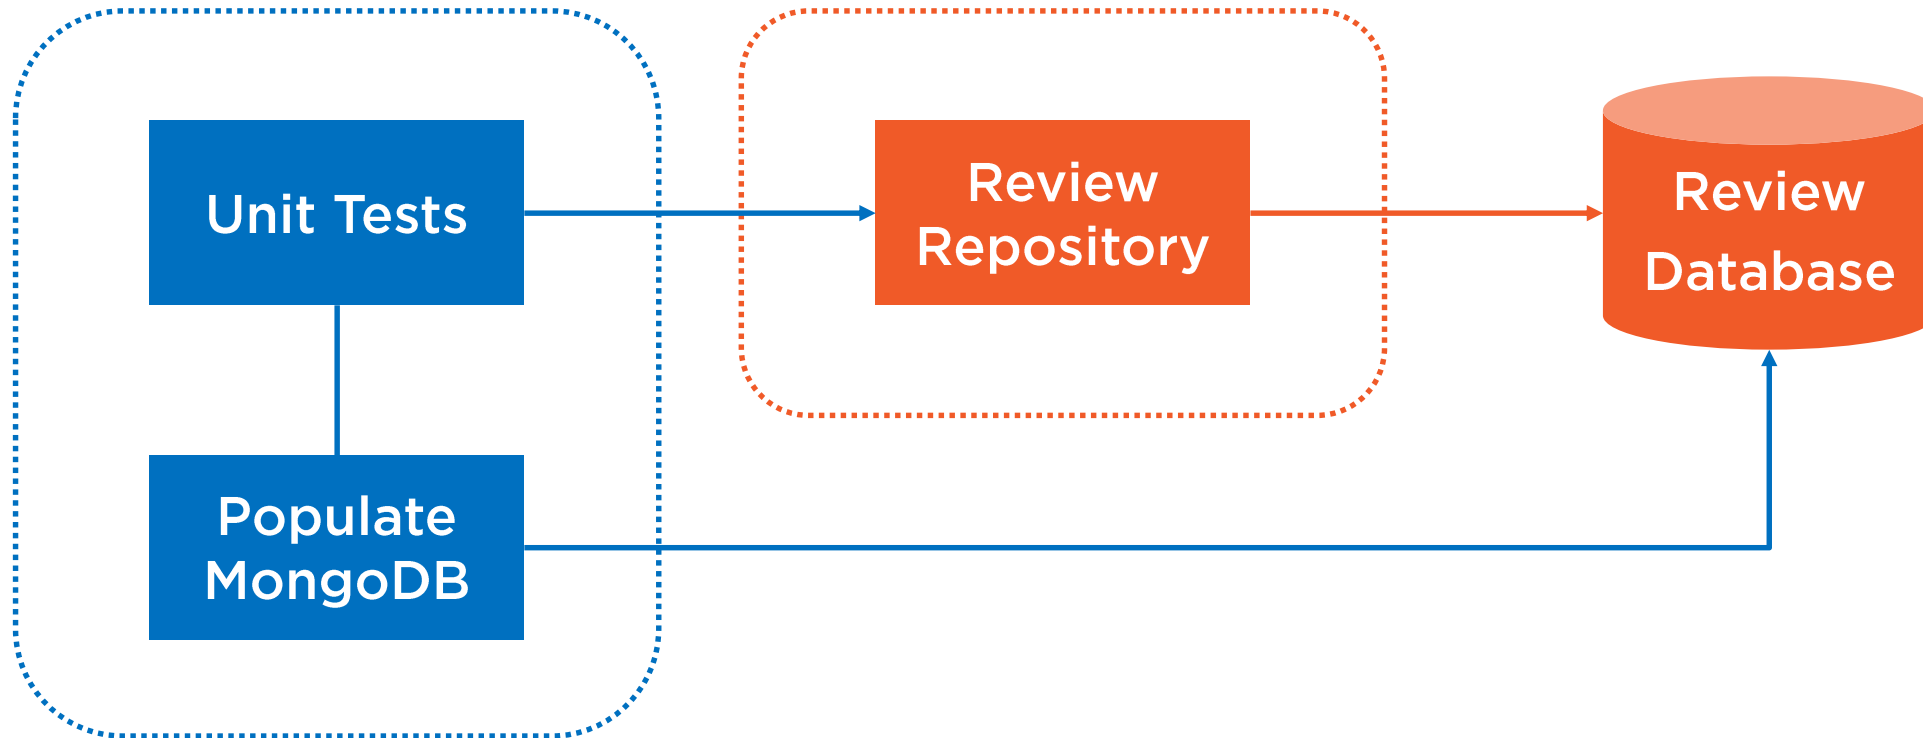 Unit Tests
Review
Repository
Review
Database
Populate
MongoDB